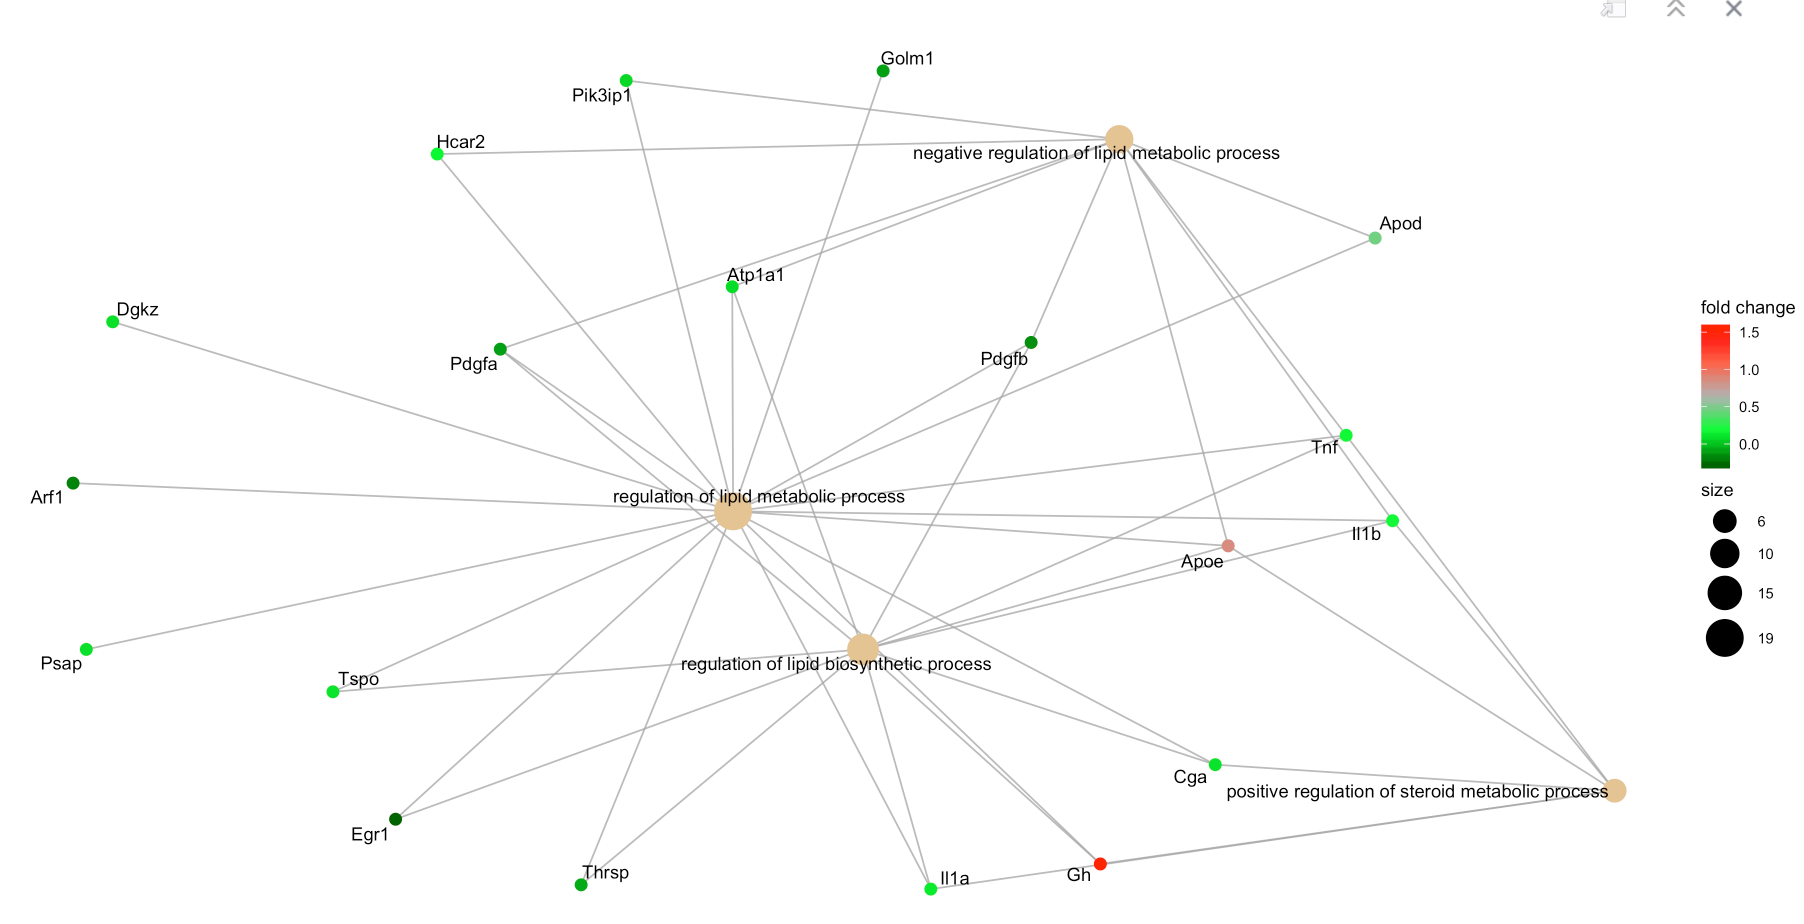 Golm1
Pik3ip1
Hcar2
negative regulation of lipid metabolic process
Apod
Atp1a1
Dgkz
Pdgfa
Pdgfb
fold change
1.5
1.0
0.5
0.0
Tnf
size
6
10
15
19
Arf1
regulation of lipid metabolic process
Il1b
Apoe
Psap
Tspo
regulation of lipid biosynthetic process
Cga
positive regulation of steroid metabolic process
Egr1
Thrsp
Il1a
Gh